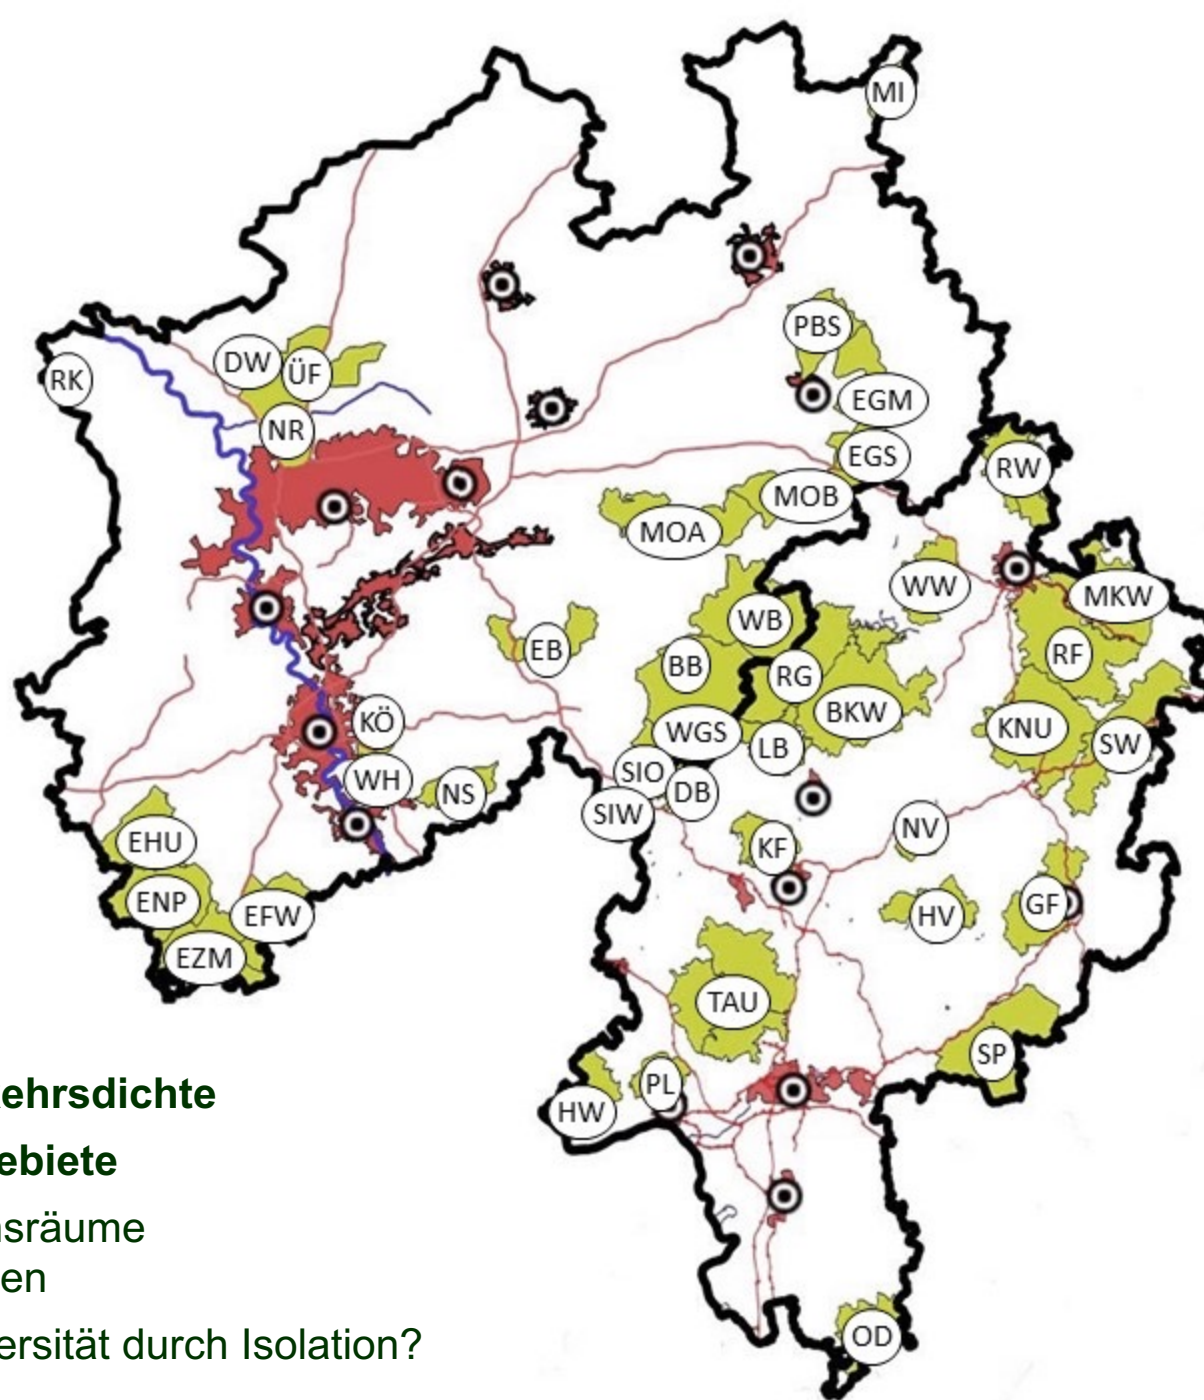 MI
PBS
DW
ÜF
RK
EGM
NR
EGS
RW
MOB
MOA
WW
MKW
WB
EB
BB
RF
RG
BKW
KÖ
WGS
KNU
SW
LB
SIO
WH
DB
NS
SIW
NV
EHU
KF
ENP
GF
EFW
HV
EZM
TAU
SP
PL
ehrsdichte
HW
ebiete
nsräume
en
OD
ersität durch Isolation?